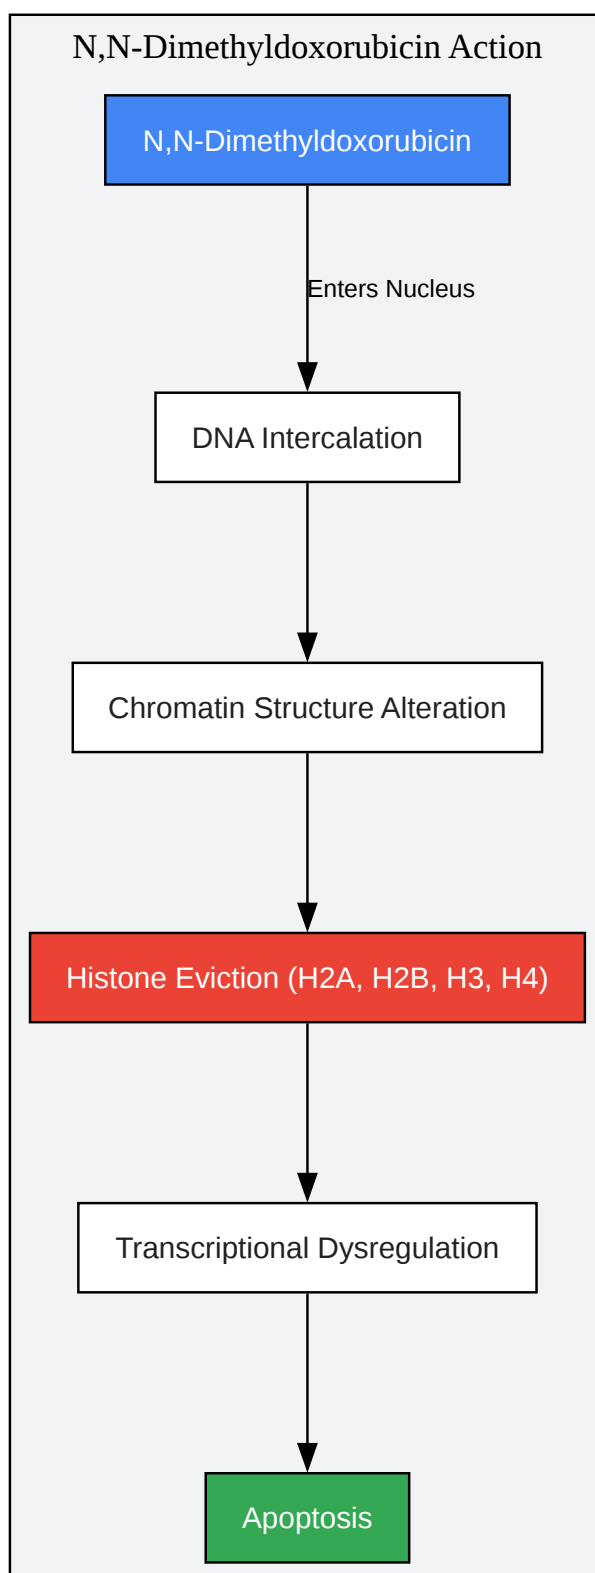 N,N-Dimethyldoxorubicin Action
N,N-Dimethyldoxorubicin
Enters Nucleus
DNA Intercalation
Chromatin Structure Alteration
Histone Eviction (H2A, H2B, H3, H4)
Transcriptional Dysregulation
Apoptosis